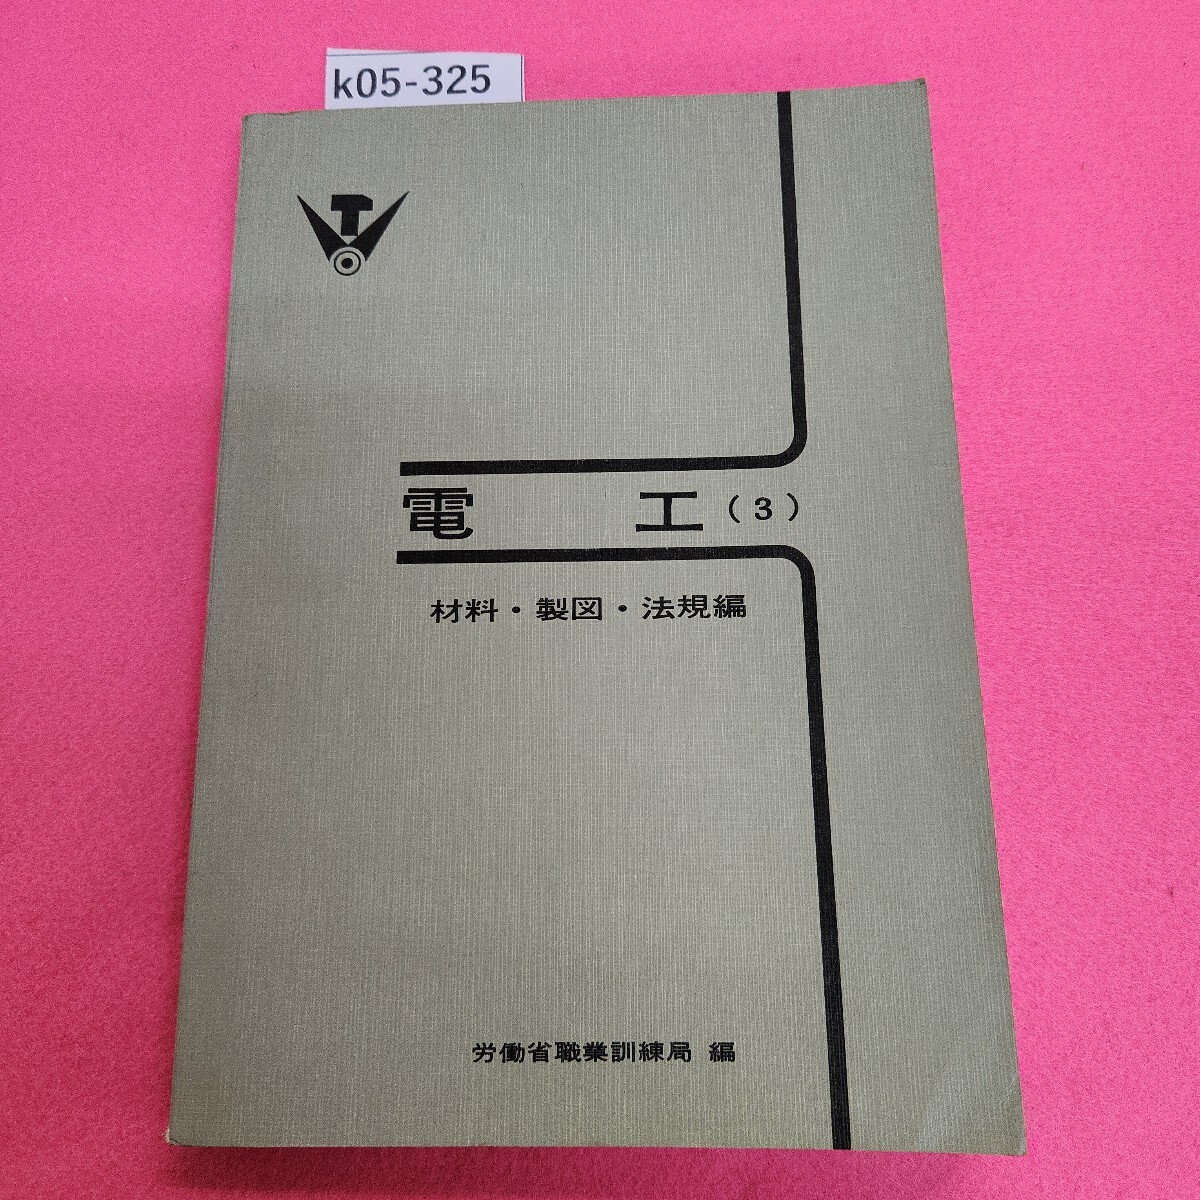 k05-325
電工(3)
材料・製図・法規編
労働省職業訓練局 編